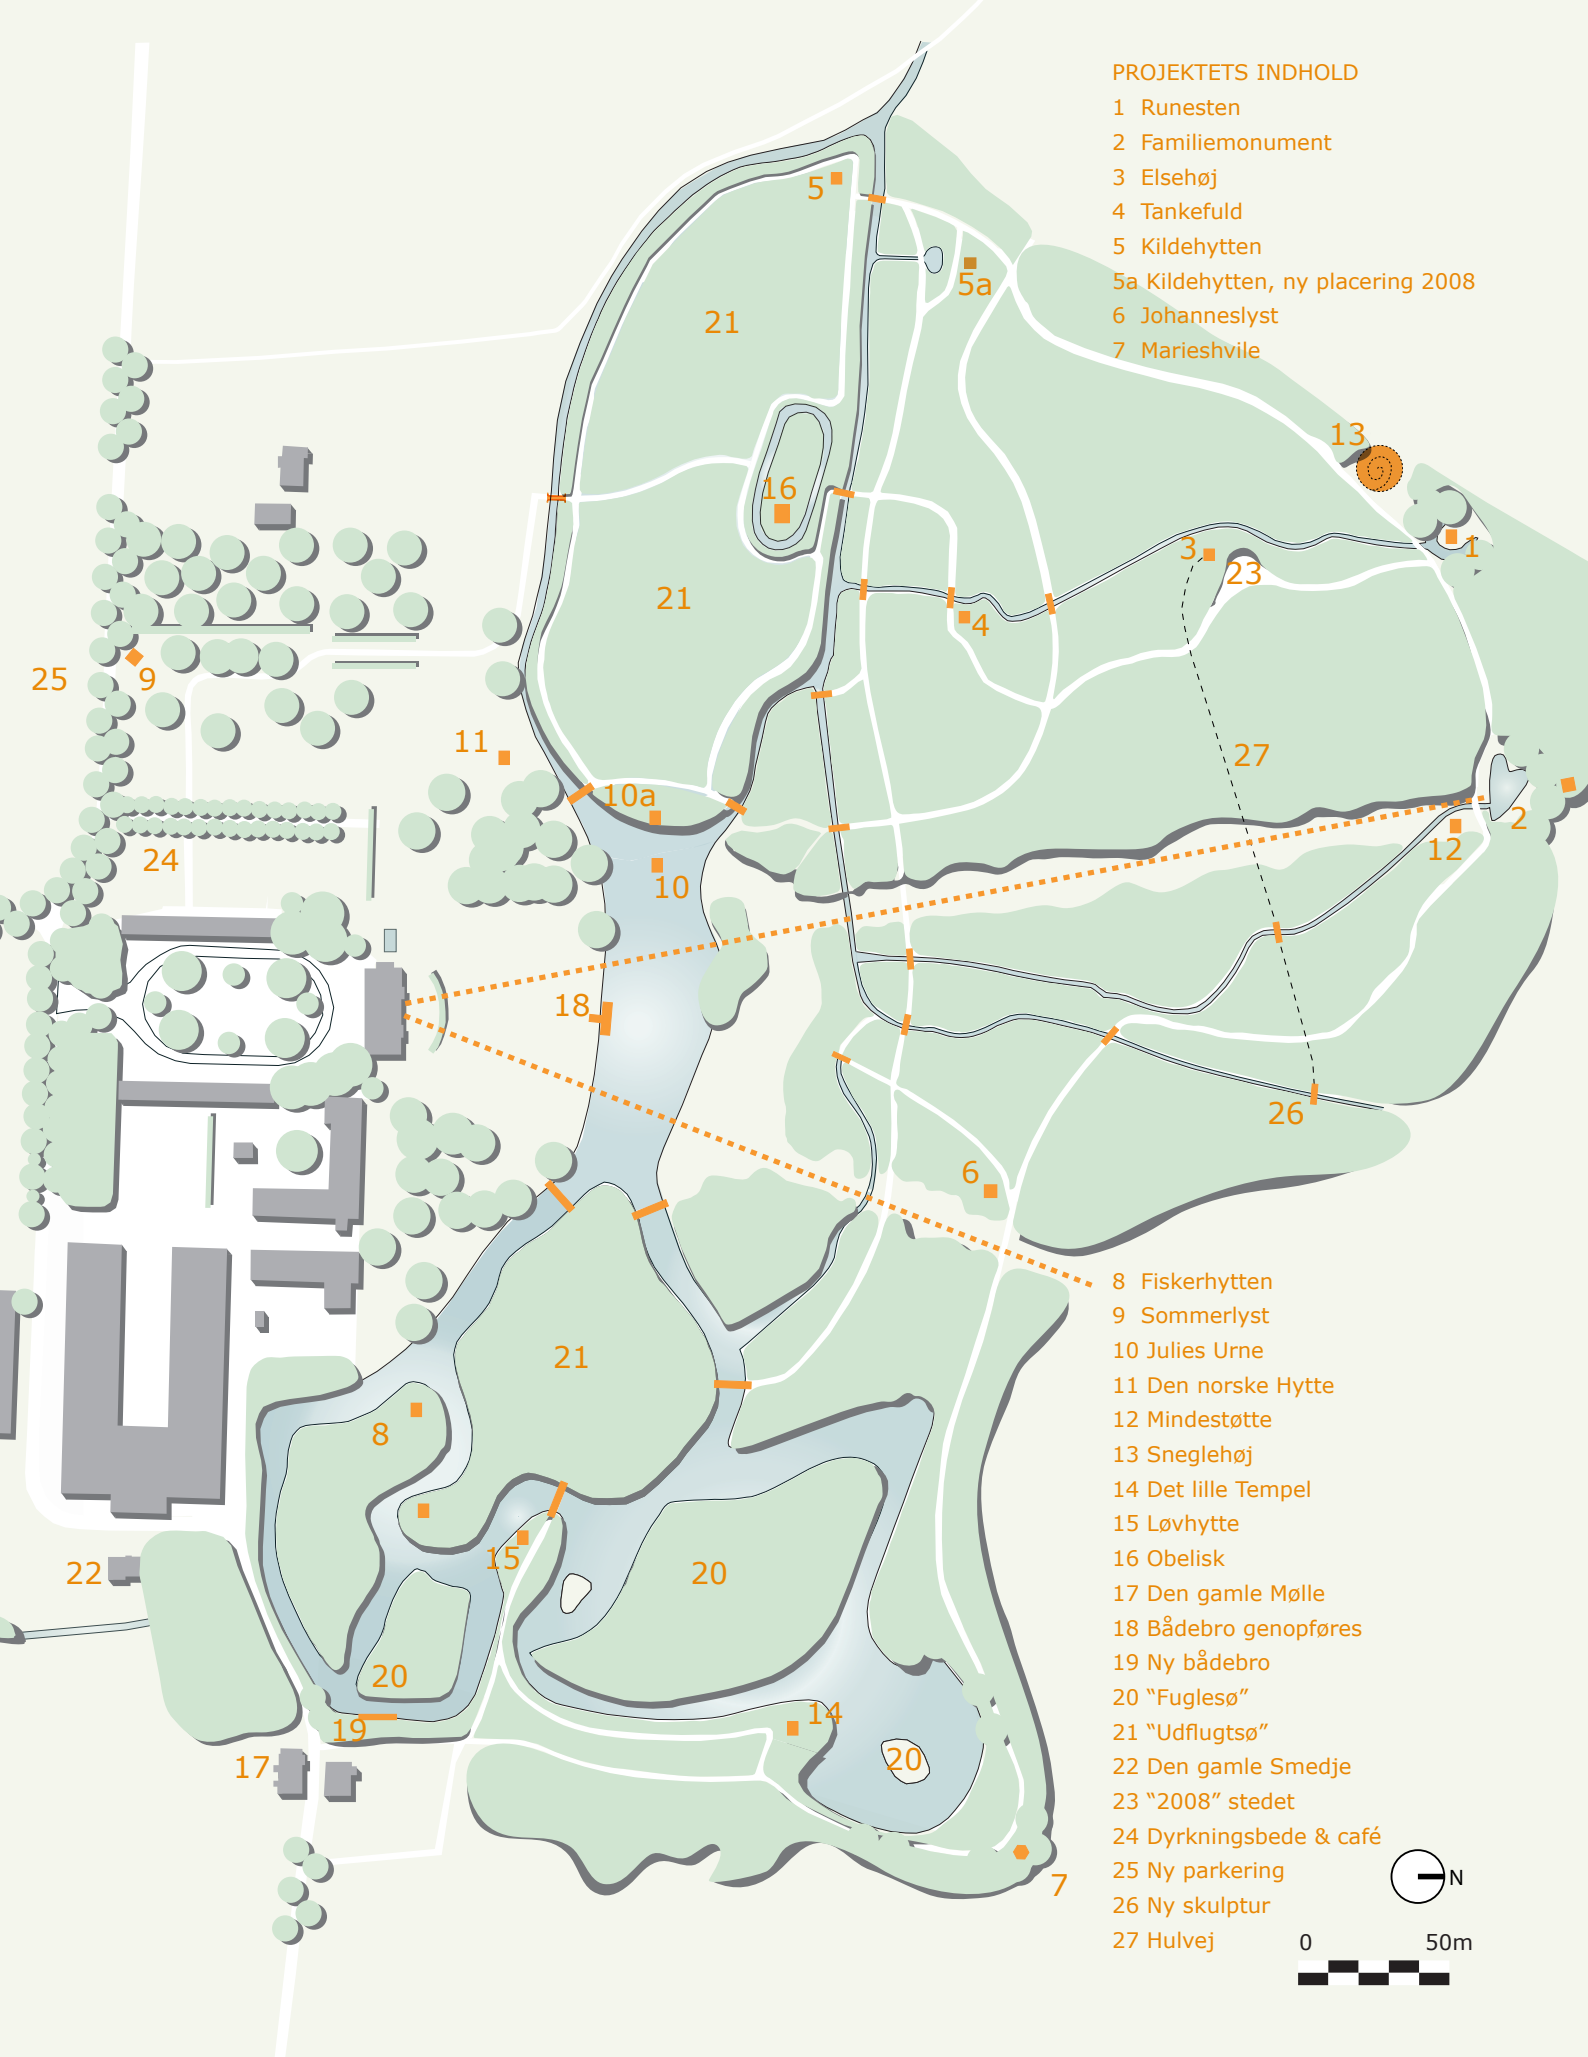 PROJEKTETS INDHOLD
1 Runesten
2 Familiemonument
3 Elsehøj
4 Tankefuld
5 Kildehytten
5a Kildehytten, ny placering 2008
6 Johanneslyst
7 Marieshvile
5
5a
21
13
16
3
1
23
21
4
25
9
11
27
10a
2
12
24
10
18
26
6
8 Fiskerhytten
9 Sommerlyst
10 Julies Urne
11 Den norske Hytte
12 Mindestøtte
13 Sneglehøj
14 Det lille Tempel
15 Løvhytte
16 Obelisk
17 Den gamle Mølle
18 Bådebro genopføres
19 Ny bådebro
20 “Fuglesø”
21 “Udflugtsø”
22 Den gamle Smedje
23 “2008” stedet
24 Dyrkningsbede & café
25 Ny parkering
26 Ny skulptur
27 Hulvej
21
8
15
22
20
20
14
19
20
17
7
N
0 50m